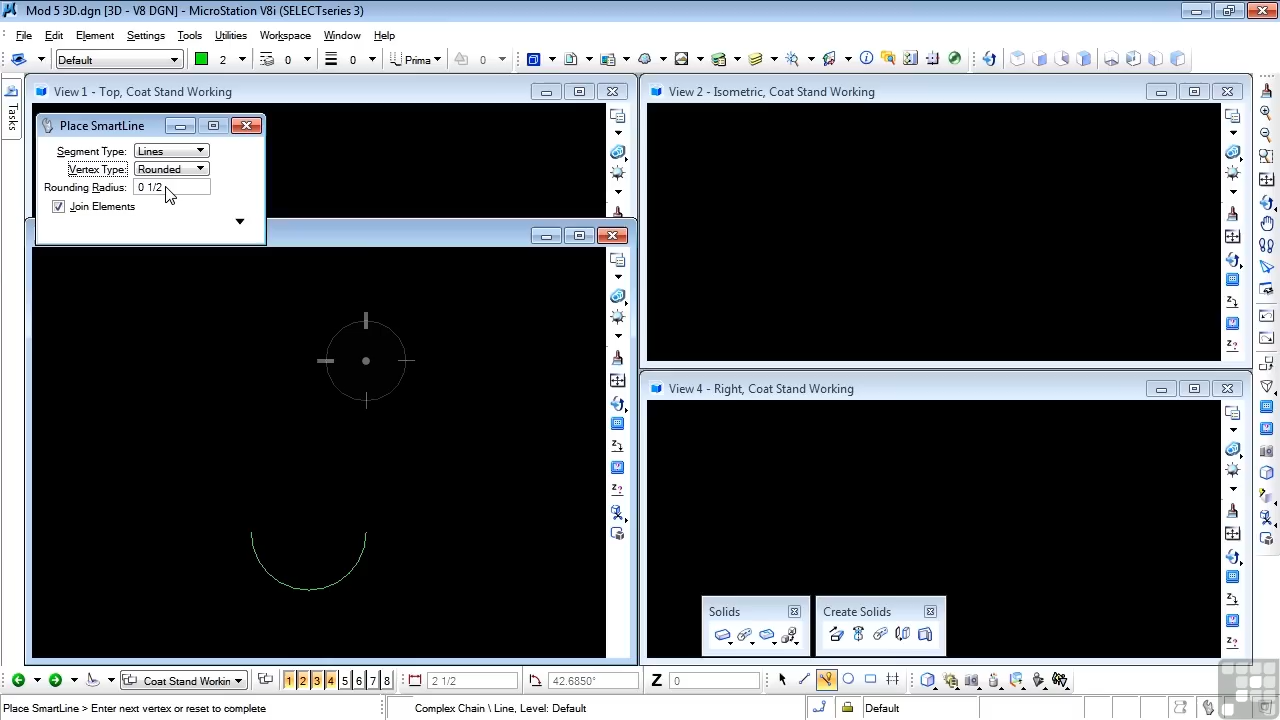 Mod 5 3D.dgn [3D - V8 DGN] - MicroStation V8i (SELECTseries 3)
File Edit Element Settings Tools Utilities Workspace Window Help
Default 2 0 0 Prima 0
View 1 - Top, Coat Stand Working
View 2 - Isometric, Coat Stand Working
Tasks
Place SmartLine
Segment Type: Lines
Vertex Type: Rounded
Rounding Radius: 0 1/2
Join Elements
View 4 - Right, Coat Stand Working
Solids
Create Solids
Coat Stand Workin 1 2 3 4 5 6 7 8 2 1/2 42.6850° Z 0
Place SmartLine > Enter next vertex or reset to complete
Complex Chain \ Line, Level: Default
Default